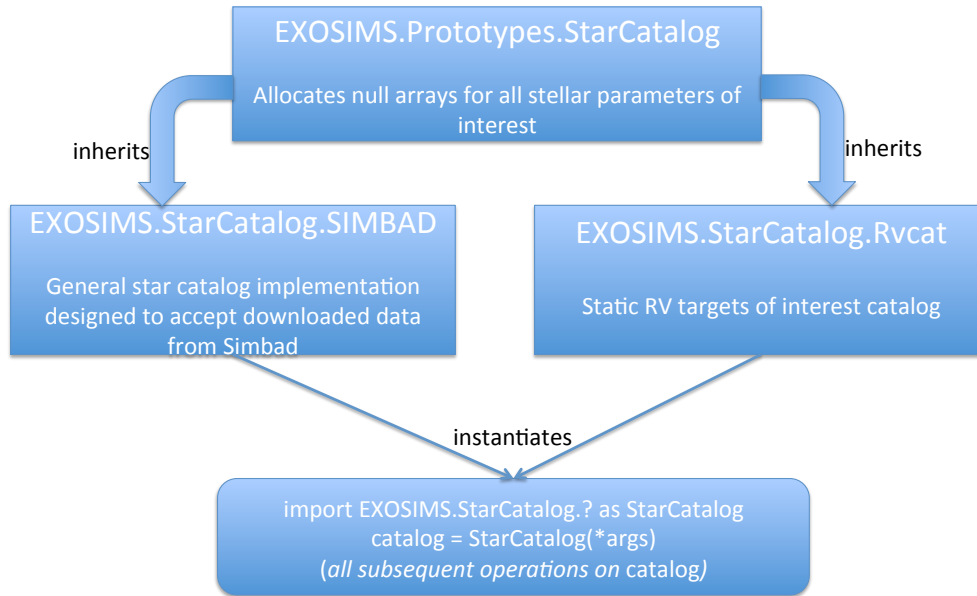 EXOSIMS.Prototypes.StarCatalog
Allocates null arrays for all stellar parameters of
interest
inherits
inherits
EXOSIMS.StarCatalog.SIMBAD
General star catalog implementation
designed to accept downloaded data
from Simbad
EXOSIMS.StarCatalog.Rvcat
Static RV targets of interest catalog
instantiates
import EXOSIMS.StarCatalog.? as StarCatalog
catalog = StarCatalog(*args)
(all subsequent operations on catalog)